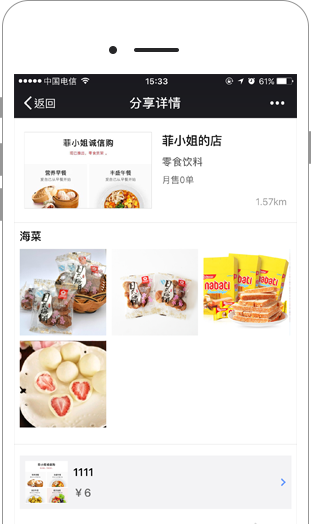 中国电信
15:33
61%
返回
分享详情
•••
菲小姐诚信购
营养早餐
丰盛午餐
菲小姐的店
零食饮料
月售0单
1.57km
海菜
nabati
nabati
1111
¥6